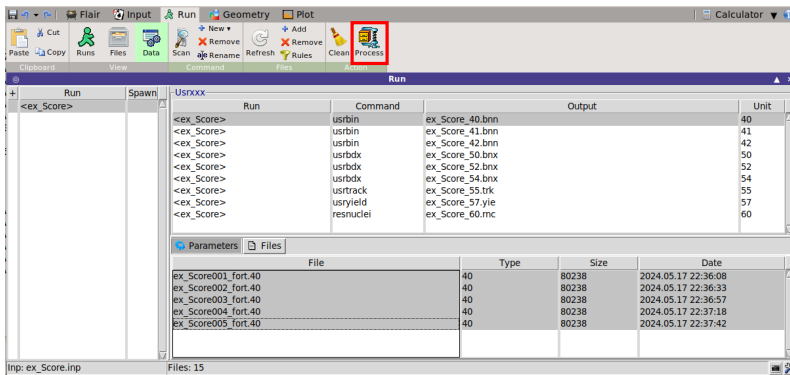 Flair Input Run Geometry Plot Calculator
Paste Cut Copy Runs Files Data Scan New Remove Rename Refresh Add Remove Rules Clean Process
Clipboard View Command Files Action
Run
+ Run Spawn
<ex_Score>
Usrxxx
Run Command Output Unit
<ex_Score> usrbin ex_Score_40.bnn 40
<ex_Score> usrbin ex_Score_41.bnn 41
<ex_Score> usrbin ex_Score_42.bnn 42
<ex_Score> usrbdx ex_Score_50.bnx 50
<ex_Score> usrbdx ex_Score_52.bnx 52
<ex_Score> usrbdx ex_Score_54.bnx 54
<ex_Score> usrtrack ex_Score_55.trk 55
<ex_Score> usryield ex_Score_57.yie 57
<ex_Score> resnuclei ex_Score_60.rnc 60
Parameters Files
File Type Size Date
ex_Score001_fort.40 40 80238 2024.05.17 22:36:08
ex_Score002_fort.40 40 80238 2024.05.17 22:36:33
ex_Score003_fort.40 40 80238 2024.05.17 22:36:57
ex_Score004_fort.40 40 80238 2024.05.17 22:37:18
ex_Score005_fort.40 40 80238 2024.05.17 22:37:42
Inp: ex_Score.inp Files: 15